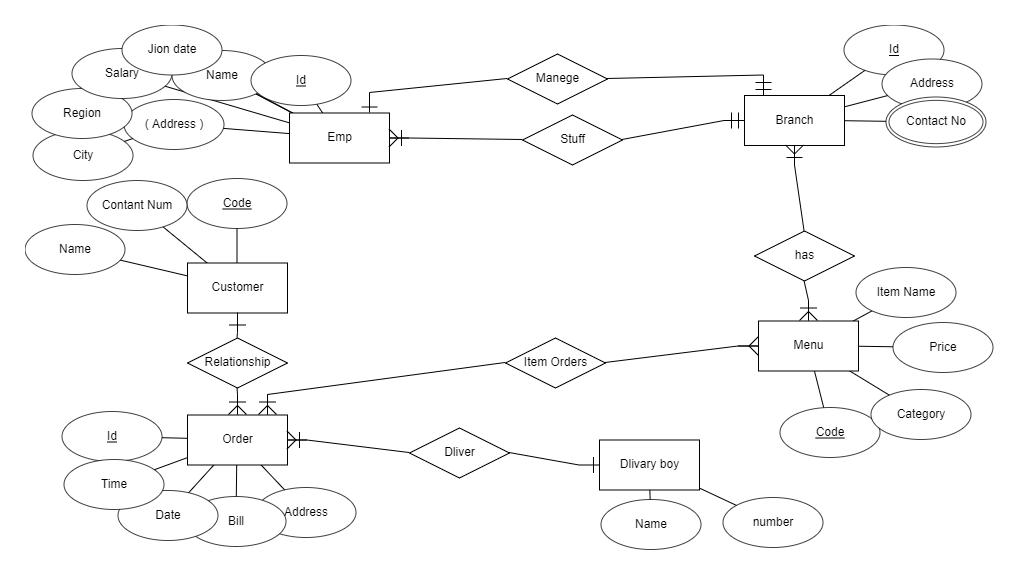 Jion date
Salary
Name
Id
Region
( Address )
City
Emp
Manege
Stuff
Id
Address
Contact No
Branch
Contant Num
Code
Name
Customer
has
Item Name
Price
Menu
Category
Code
Relationship
Item Orders
Id
Order
Time
Date
Bill
Address
Dliver
Dlivary boy
Name
number